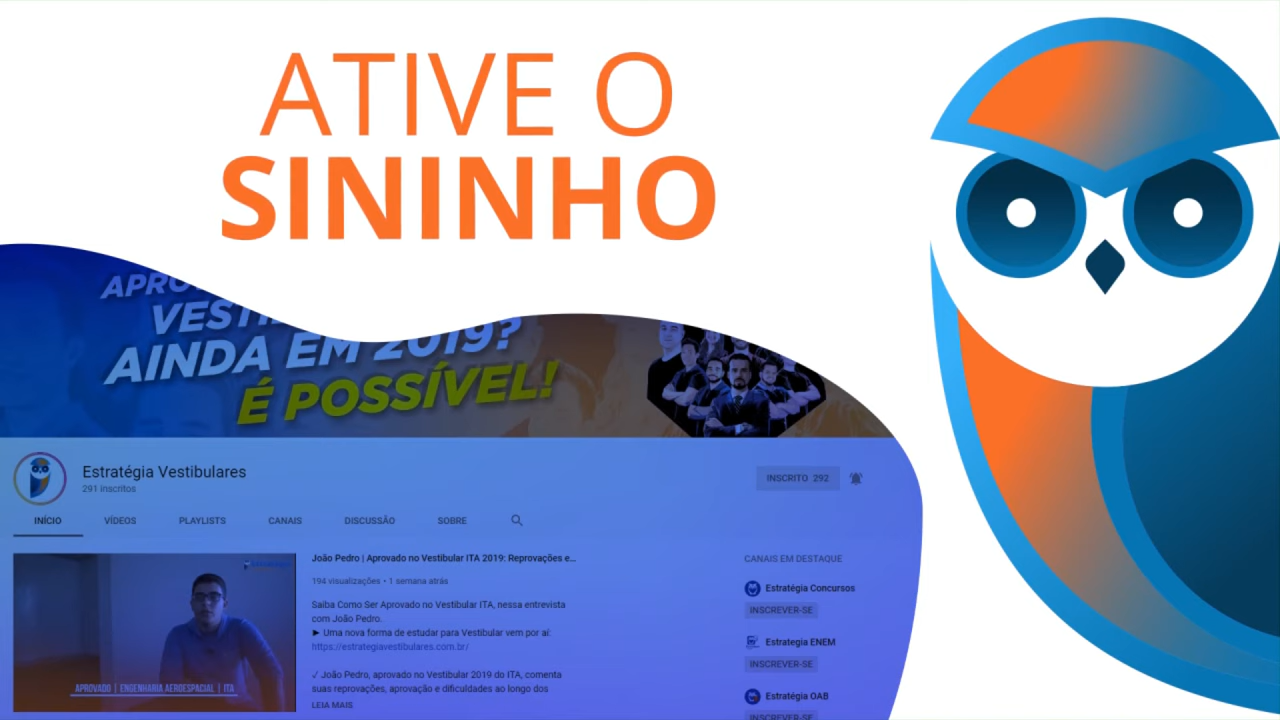 ATIVE O
SININHO
VESTI
AINDA EM 2019?
É POSSÍVEL!
Estratégia Vestibulares
291 inscritos
INSCRITO 292
INÍCIO VÍDEOS PLAYLISTS CANAIS DISCUSSÃO SOBRE
João Pedro | Aprovado no Vestibular ITA 2019: Reprovações e...
194 visualizações • 1 semana atrás
Saiba Como Ser Aprovado no Vestibular ITA, nessa entrevista
com João Pedro.
► Uma nova forma de estudar para Vestibular vem por aí:
https://estrategiavestibulares.com.br/
√ João Pedro, aprovado no Vestibular 2019 do ITA, comenta
suas reprovações, aprovação e dificuldades ao longo dos
LEIA MAIS
APROVADO | ENGENHARIA AEROESPACIAL | ITA
CANAIS EM DESTAQUE
Estratégia Concursos
INSCREVER-SE
Estrategia ENEM
INSCREVER-SE
Estratégia OAB
INSCREVER-SE